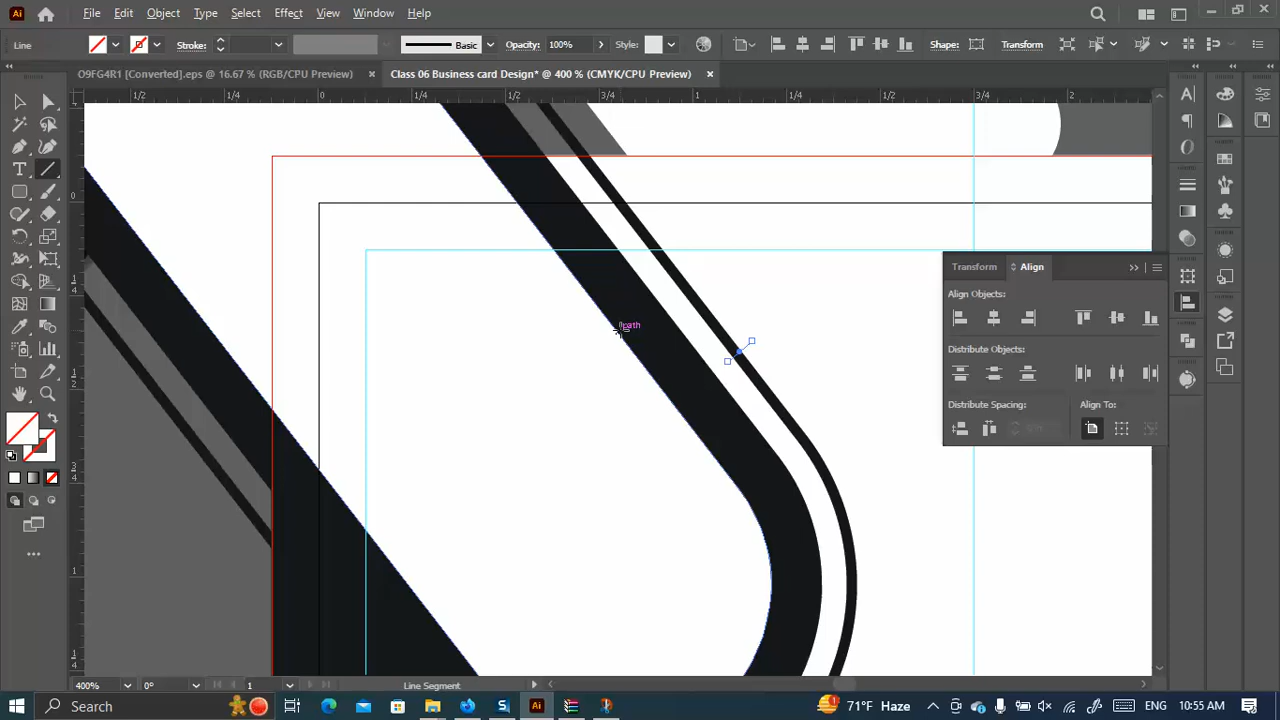 File Edit Object Type Select Effect View Window Help
Line Stroke: Basic Opacity: 100% Style: Shape: Transform
O9FG4R1 [Converted].eps @ 16.67 % (RGB/CPU Preview) × Class 06 Business card Design* @ 400 % (CMYK/CPU Preview) ×
1/2 1/4 0 1/4 1/2 3/4 1 1/4 1/2 3/4 2
path
Transform Align
Align Objects:
Distribute Objects:
Distribute Spacing: Align To:
400% 0° 1 Line Segment
Search 71°F Haze ENG 10:55 AM